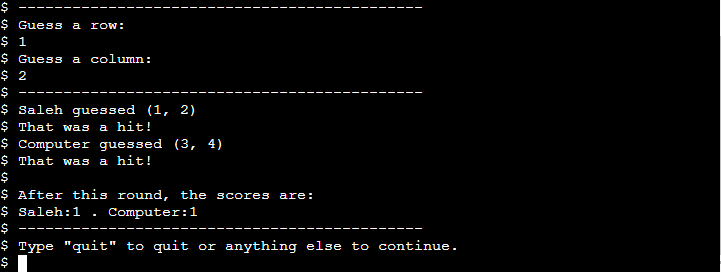 $ ---------------------------------------------
$ Guess a row:
$ 1
$ Guess a column:
$ 2
$ ---------------------------------------------
$ Saleh guessed (1, 2)
$ That was a hit!
$ Computer guessed (3, 4)
$ That was a hit!
$
$ After this round, the scores are:
$ Saleh:1 . Computer:1
$ ---------------------------------------------
$ Type "quit" to quit or anything else to continue.
$